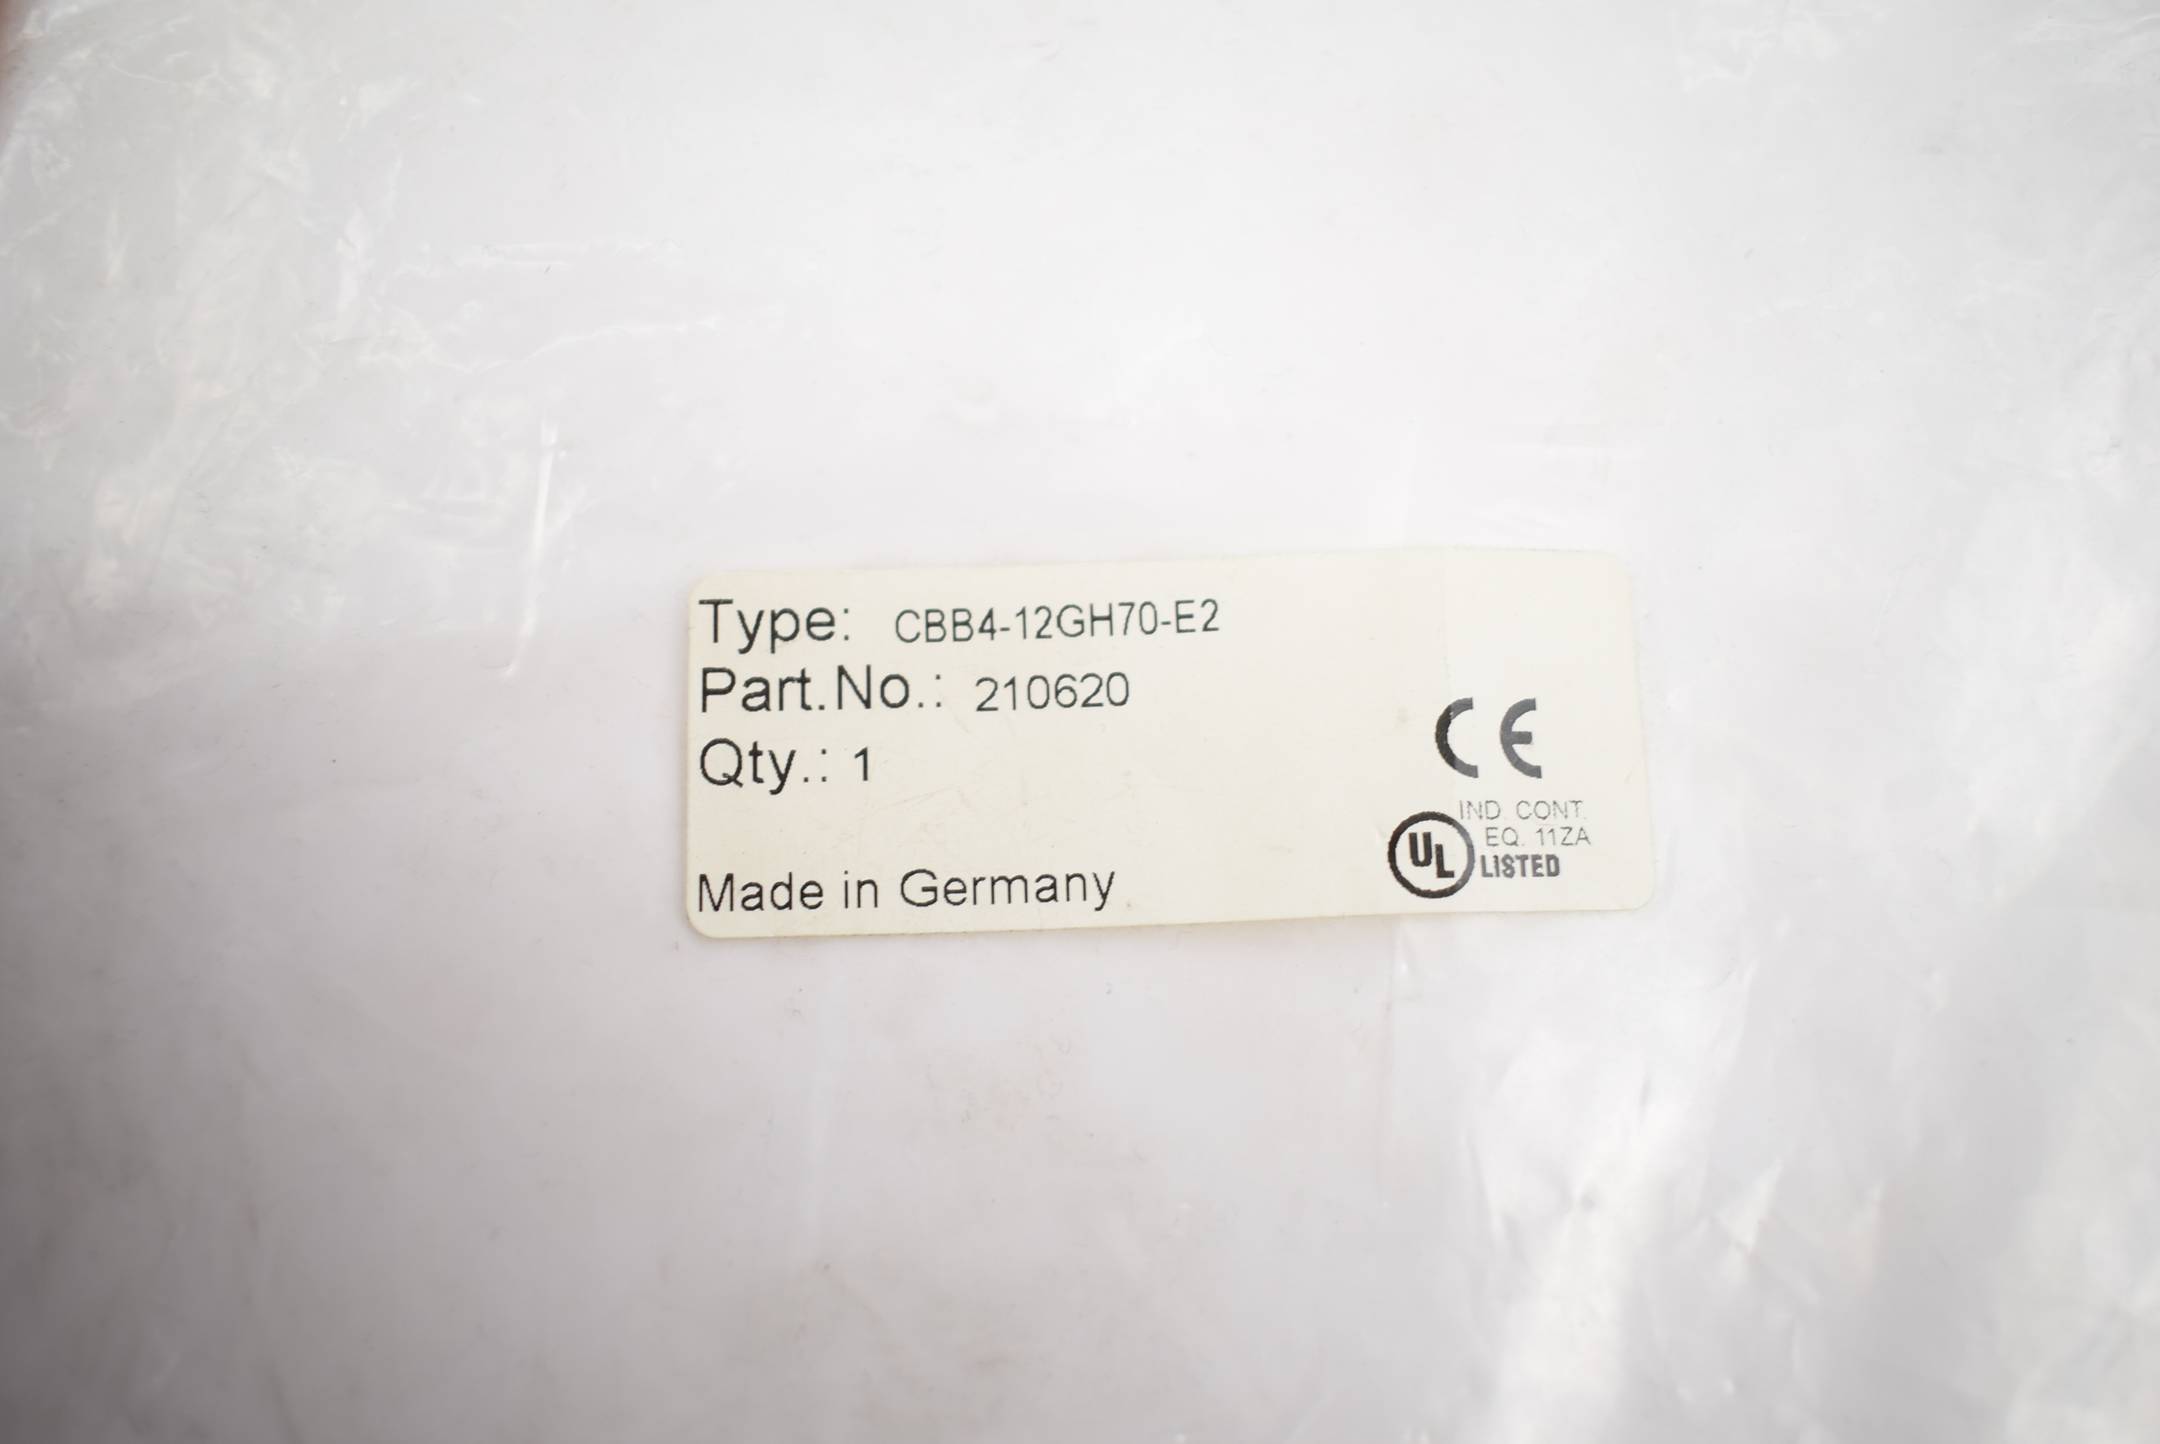 Type: CBB4-12GH70-E2
Part.No.: 210620
Qty.: 1
CE
IND. CONT.
EQ. 11ZA
UL LISTED
Made in Germany